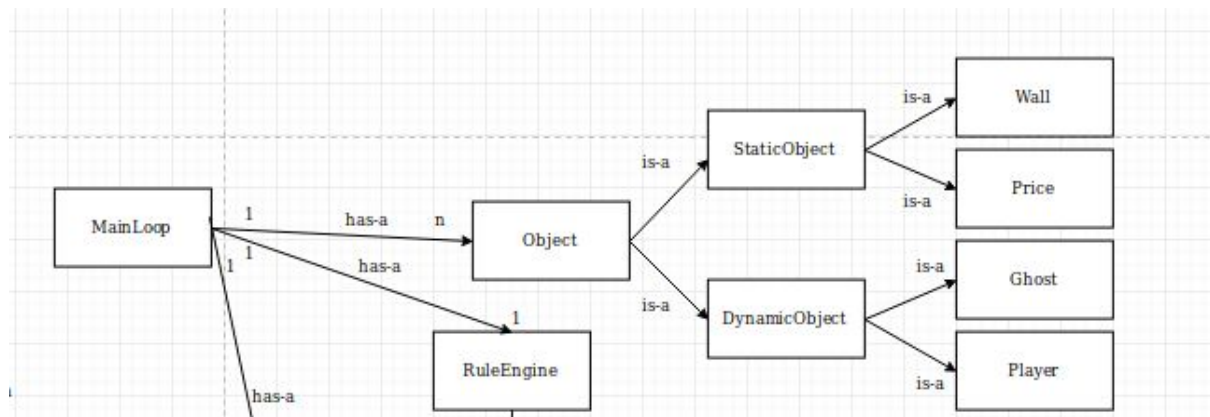 Wall
is-a
StaticObject
is-a
is-a
Price
MainLoop
1
has-a
n
Object
1
1
has-a
is-a
is-a
Ghost
1
DynamicObject
RuleEngine
is-a
Player
has-a